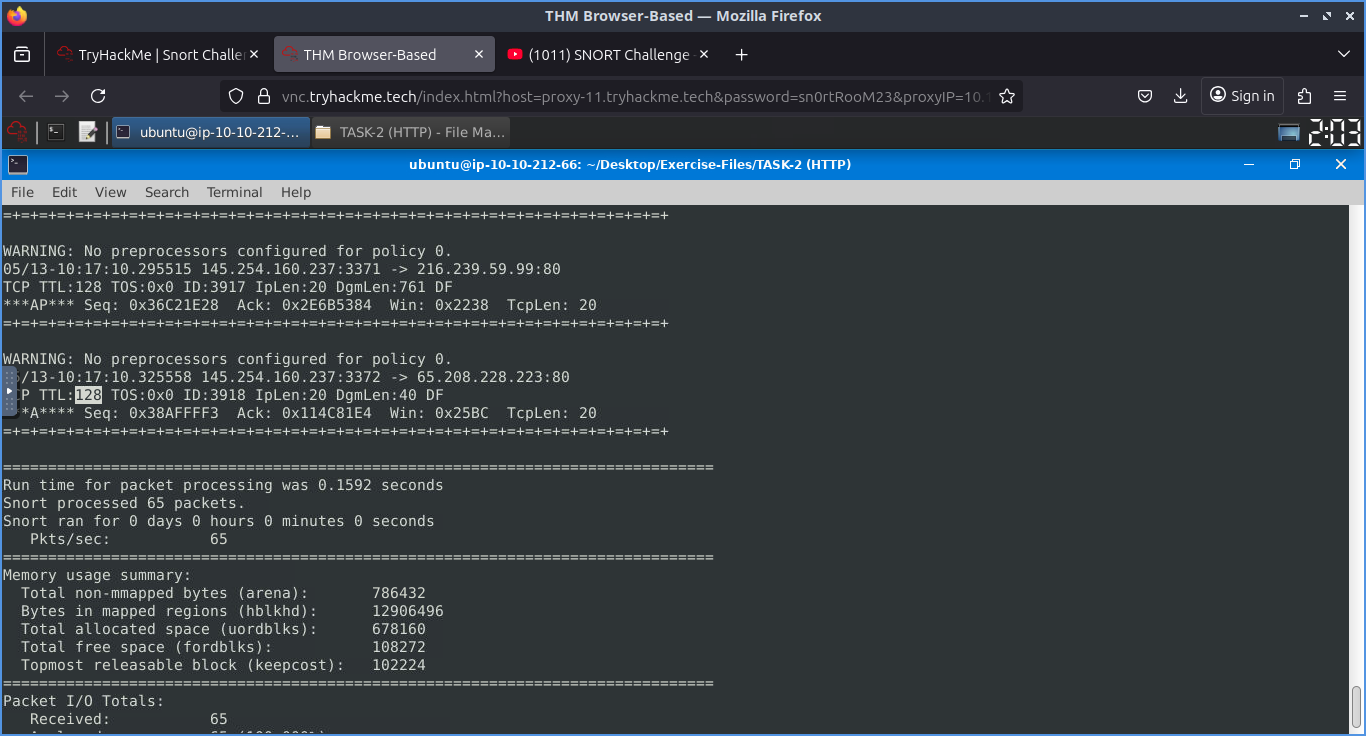 THM Browser-Based — Mozilla Firefox
TryHackMe | Snort Challe
THM Browser-Based
(1011) SNORT Challenge -
vnc.tryhackme.tech/index.html?host=proxy-11.tryhackme.tech&password=sn0rtRooM23&proxyIP=10.1
Sign in
ubuntu@ip-10-10-212-...
TASK-2 (HTTP) - File Ma...
2:03
ubuntu@ip-10-10-212-66: ~/Desktop/Exercise-Files/TASK-2 (HTTP)
File Edit View Search Terminal Help
=+=+=+=+=+=+=+=+=+=+=+=+=+=+=+=+=+=+=+=+=+=+=+=+=+=+=+=+=+=+=+=+=+=+=+=+=+
WARNING: No preprocessors configured for policy 0.
05/13-10:17:10.295515 145.254.160.237:3371 -> 216.239.59.99:80
TCP TTL:128 TOS:0x0 ID:3917 IpLen:20 DgmLen:761 DF
***AP*** Seq: 0x36C21E28  Ack: 0x2E6B5384  Win: 0x2238  TcpLen: 20
=+=+=+=+=+=+=+=+=+=+=+=+=+=+=+=+=+=+=+=+=+=+=+=+=+=+=+=+=+=+=+=+=+=+=+=+=+
WARNING: No preprocessors configured for policy 0.
/13-10:17:10.325558 145.254.160.237:3372 -> 65.208.228.223:80
P TTL:128 TOS:0x0 ID:3918 IpLen:20 DgmLen:40 DF
*A**** Seq: 0x38AFFFF3  Ack: 0x114C81E4  Win: 0x25BC  TcpLen: 20
=+=+=+=+=+=+=+=+=+=+=+=+=+=+=+=+=+=+=+=+=+=+=+=+=+=+=+=+=+=+=+=+=+=+=+=+=+
===============================================================================
Run time for packet processing was 0.1592 seconds
Snort processed 65 packets.
Snort ran for 0 days 0 hours 0 minutes 0 seconds
Pkts/sec: 65
===============================================================================
Memory usage summary:
Total non-mmapped bytes (arena): 786432
Bytes in mapped regions (hblkhd): 12906496
Total allocated space (uordblks): 678160
Total free space (fordblks): 108272
Topmost releasable block (keepcost): 102224
===============================================================================
Packet I/O Totals:
Received: 65